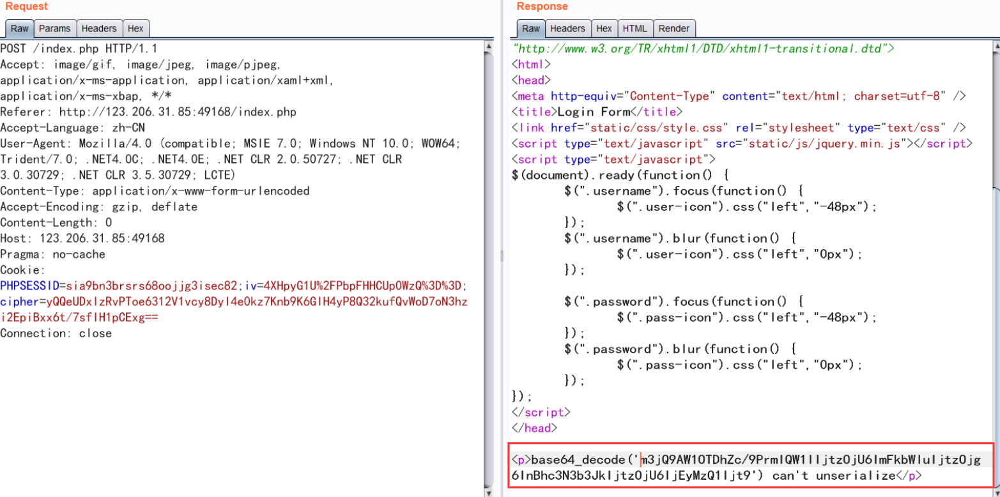 Request
Raw Params Headers Hex
POST /index.php HTTP/1.1
Accept: image/gif, image/jpeg, image/pjpeg,
application/x-ms-application, application/xaml+xml,
application/x-ms-xbap, */*
Referer: http://123.206.31.85:49168/index.php
Accept-Language: zh-CN
User-Agent: Mozilla/4.0 (compatible; MSIE 7.0; Windows NT 10.0; WOW64;
Trident/7.0; .NET4.0C; .NET4.0E; .NET CLR 2.0.50727; .NET CLR
3.0.30729; .NET CLR 3.5.30729; LCTE)
Content-Type: application/x-www-form-urlencoded
Accept-Encoding: gzip, deflate
Content-Length: 0
Host: 123.206.31.85:49168
Pragma: no-cache
Cookie:
PHPSESSID=sia9bn3brsrs68oojjg3isec82;iv=4XHpyG1U%2FPbpFHHCUp0WzQ%3D%3D;
cipher=yQQeUDxlzRvPToe6312V1vcy8Dyl4e0kz7Knb9K6GlH4yP8Q32kufQvWoD7oN3hz
i2EpiBxx6t/7sflH1pCExg==
Connection: close
Response
Raw Headers Hex HTML Render
"http://www.w3.org/TR/xhtml1/DTD/xhtml1-transitional.dtd">
<html>
<head>
<meta http-equiv="Content-Type" content="text/html; charset=utf-8" />
<title>Login Form</title>
<link href="static/css/style.css" rel="stylesheet" type="text/css" />
<script type="text/javascript" src="static/js/jquery.min.js"></script>
<script type="text/javascript">
$(document).ready(function() {
$(".username").focus(function() {
$(".user-icon").css("left","-48px");
});
$(".username").blur(function() {
$(".user-icon").css("left","0px");
});
$(".password").focus(function() {
$(".pass-icon").css("left","-48px");
});
$(".password").blur(function() {
$(".pass-icon").css("left","0px");
});
});
</script>
</head>
<p>base64_decode('m3jQ9AW1OTDhZc/9PrmlQW1lIjtzOjU6ImFkbWluIjtzOjg
6InBhc3N3b3JkIjtzOjU6IjEyMzQ1Ijt9') can't unserialize</p>